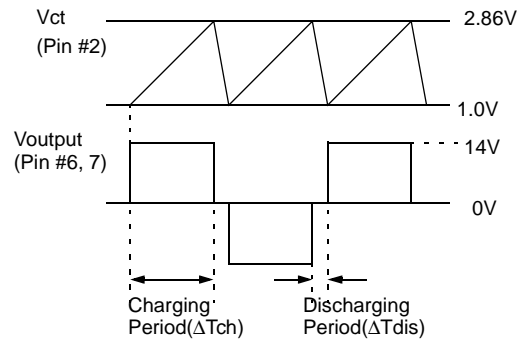 Vct
(Pin #2)
2.86V
1.0V
Voutput
(Pin #6, 7)
14V
0V
Charging
Period(ΔTch)
Discharging
Period(ΔTdis)